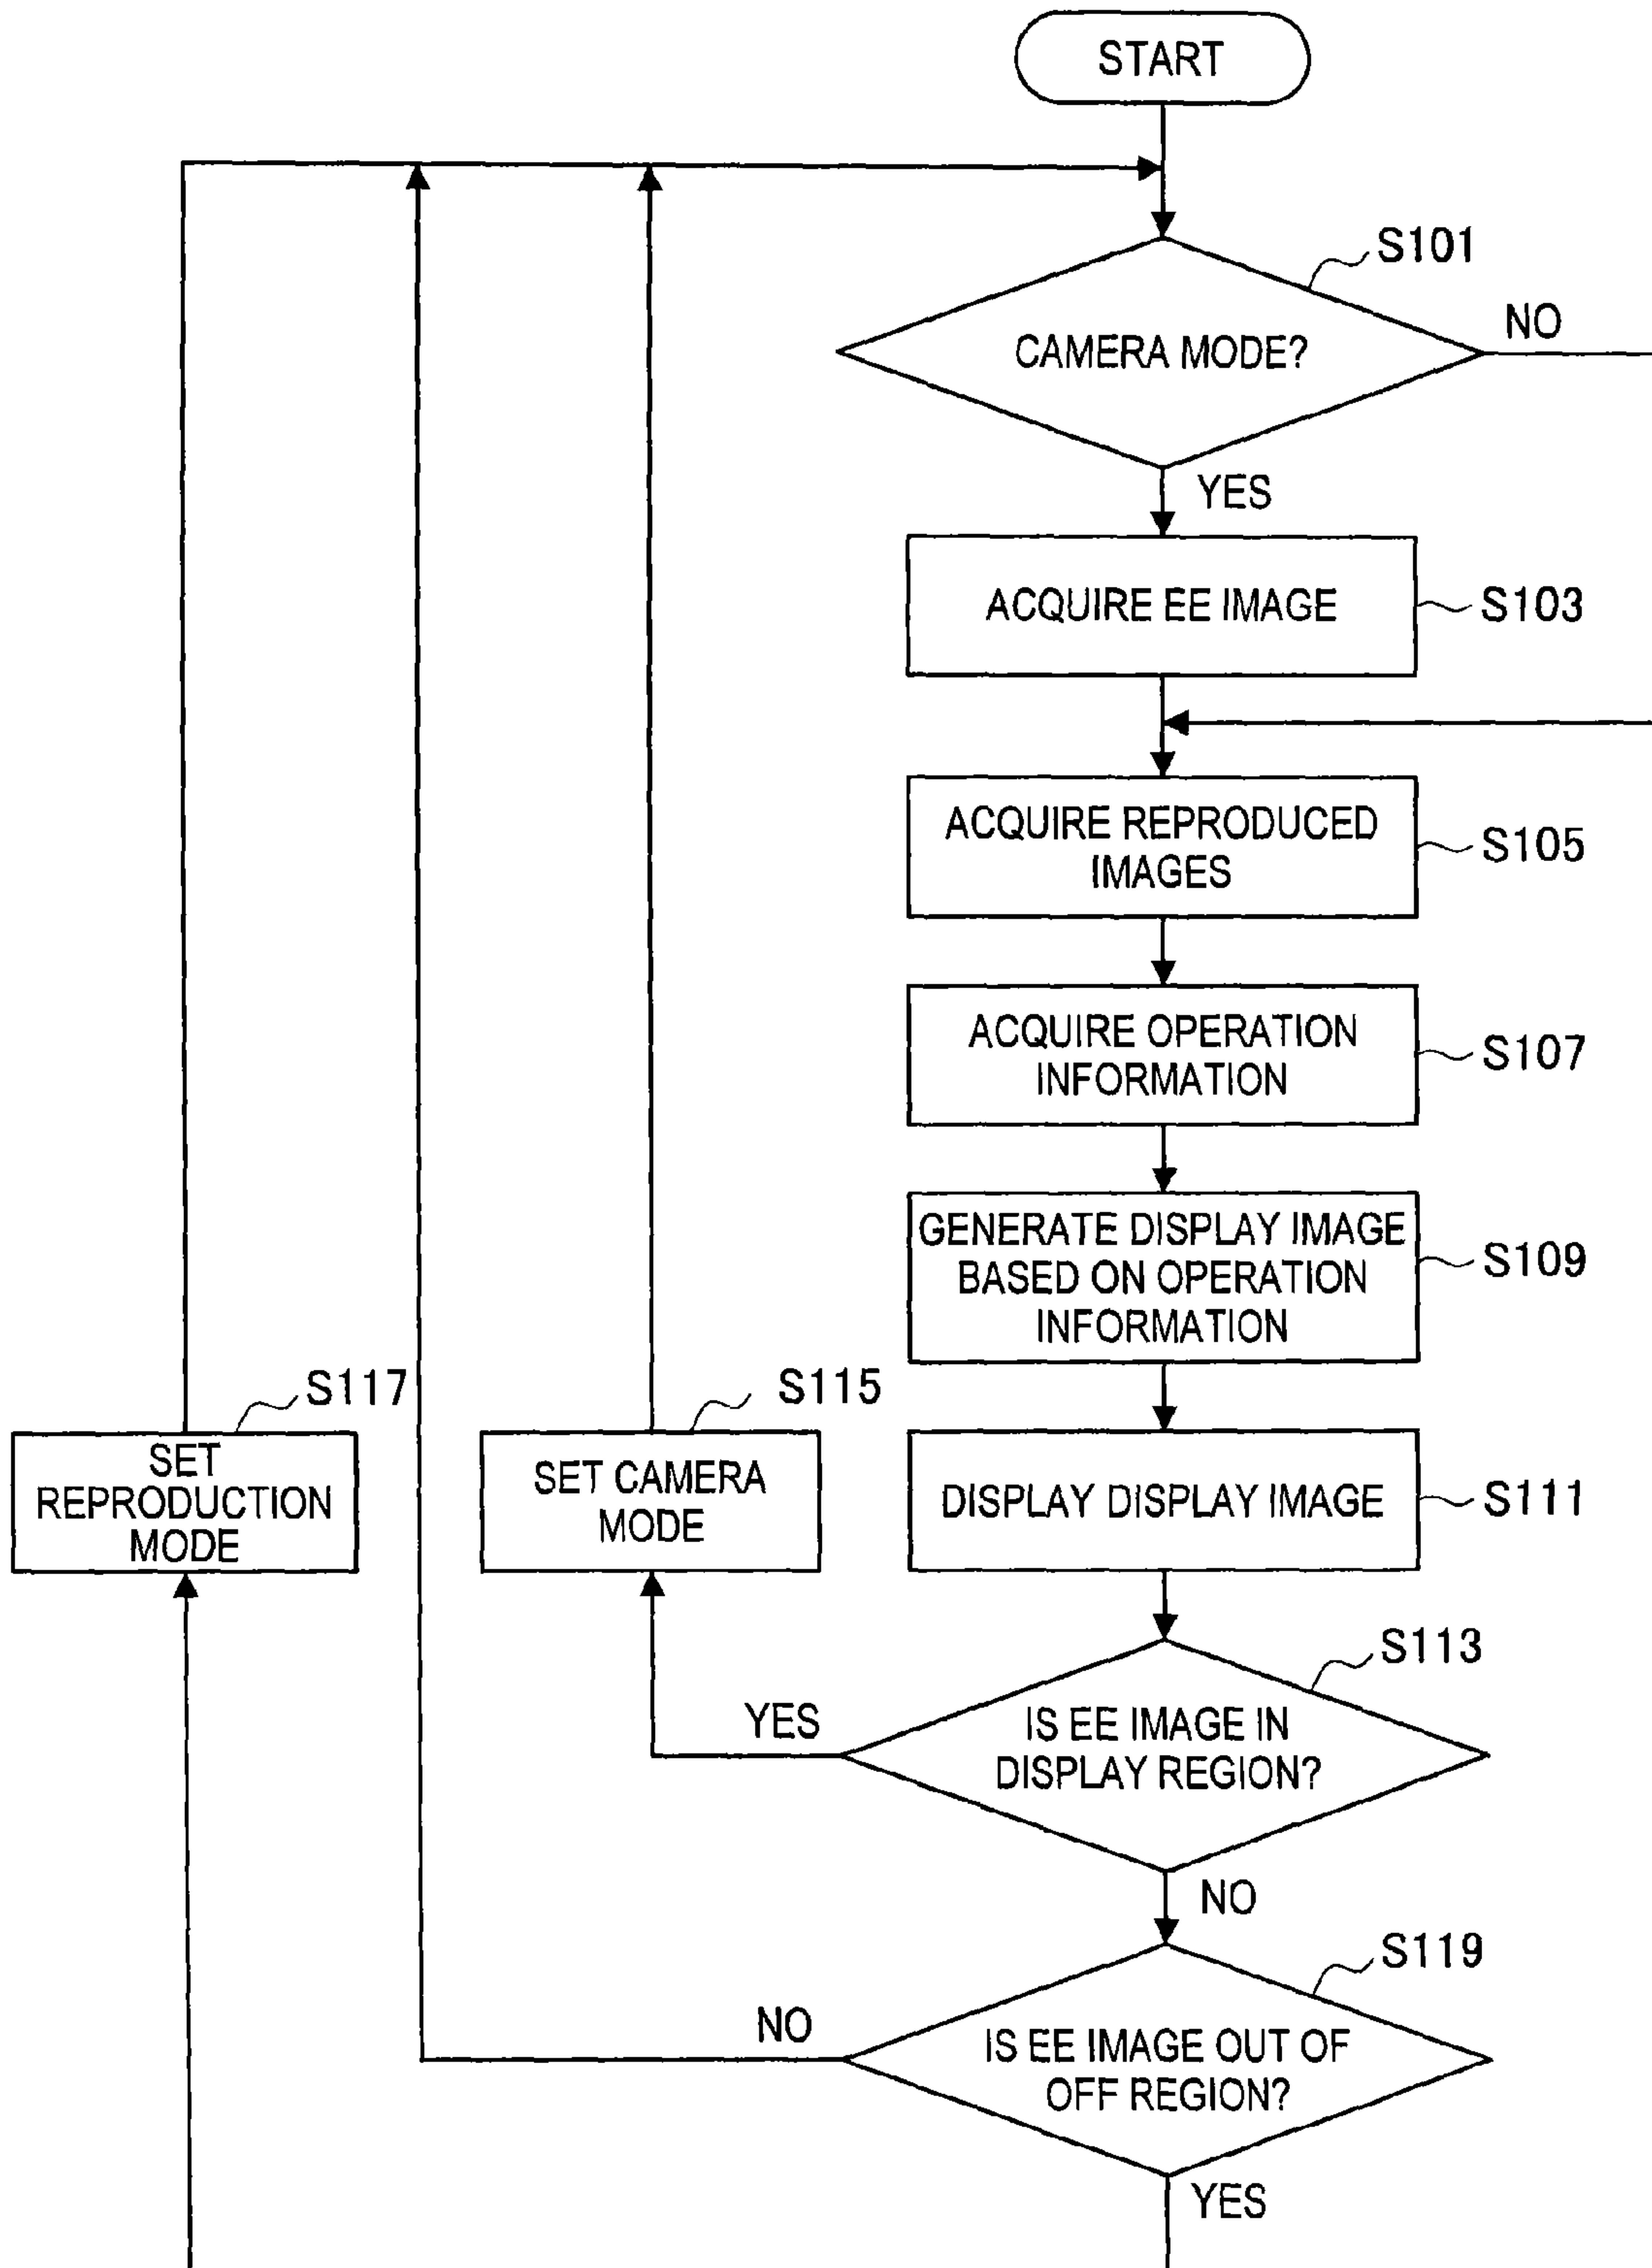 START
S101
CAMERA MODE?
NO
YES
ACQUIRE EE IMAGE
S103
ACQUIRE REPRODUCED
IMAGES
S105
ACQUIRE OPERATION
INFORMATION
S107
GENERATE DISPLAY IMAGE
BASED ON OPERATION
INFORMATION
S109
S117
SET
REPRODUCTION
MODE
S115
SET CAMERA
MODE
DISPLAY DISPLAY IMAGE
S111
S113
YES
IS EE IMAGE IN
DISPLAY REGION?
NO
S119
NO
IS EE IMAGE OUT OF
OFF REGION?
YES